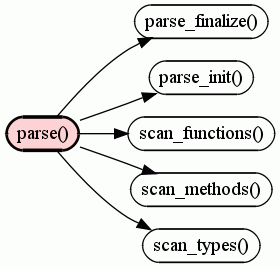 parse_finalize()
parse_init()
parse()
scan_functions()
scan_methods()
scan_types()